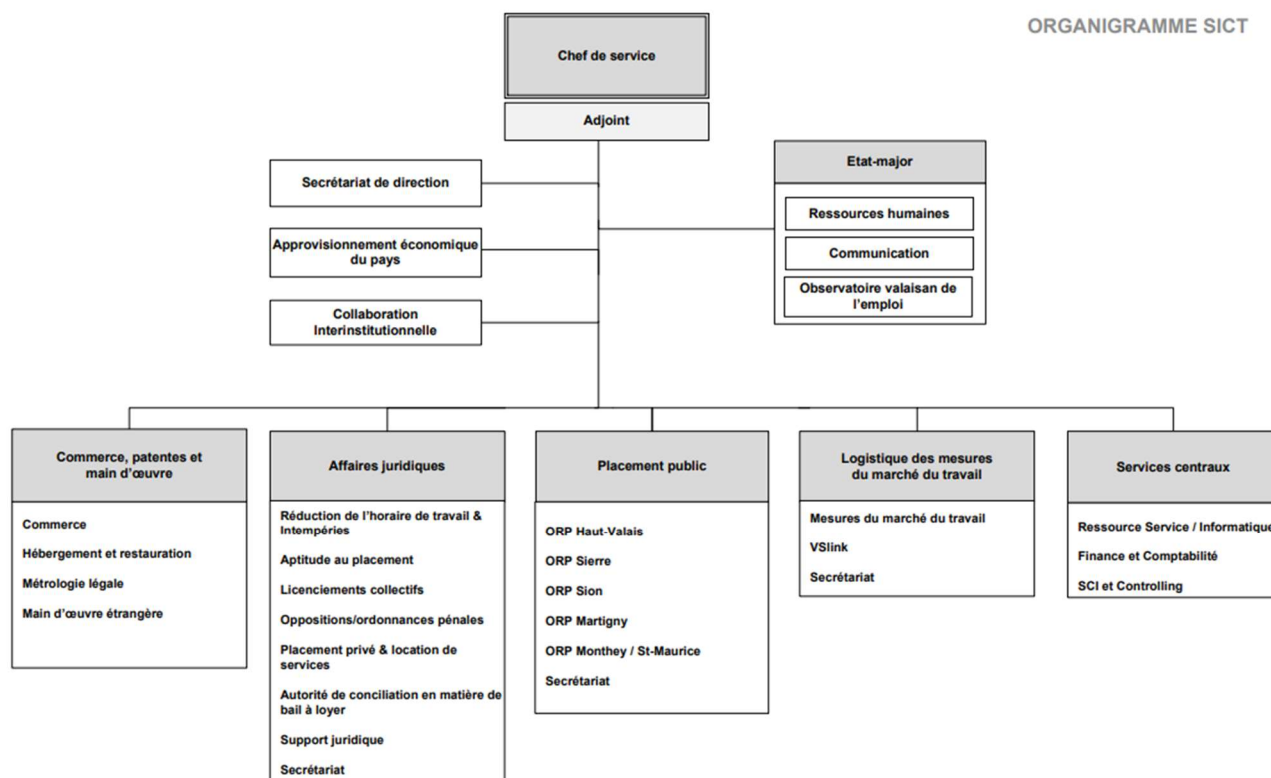 ORGANIGRAMME SICT
Chef de service
Adjoint
Secrétariat de direction
Approvisionnement économique
du pays
Collaboration
Interinstitutionnelle
Etat-major
Ressources humaines
Communication
Observatoire valaisan de
l'emploi
Commerce, patentes et
main d'œuvre
Commerce
Hébergement et restauration
Métrologie légale
Main d'œuvre étrangère
Affaires juridiques
Réduction de l'horaire de travail &
Intempéries
Aptitude au placement
Licenciements collectifs
Oppositions/ordonnances pénales
Placement privé & location de
services
Autorité de conciliation en matière de
bail à loyer
Support juridique
Secrétariat
Placement public
ORP Haut-Valais
ORP Sierre
ORP Sion
ORP Martigny
ORP Monthey / St-Maurice
Secrétariat
Logistique des mesures
du marché du travail
Mesures du marché du travail
VSlink
Secrétariat
Services centraux
Ressource Service / Informatique
Finance et Comptabilité
SCI et Controlling